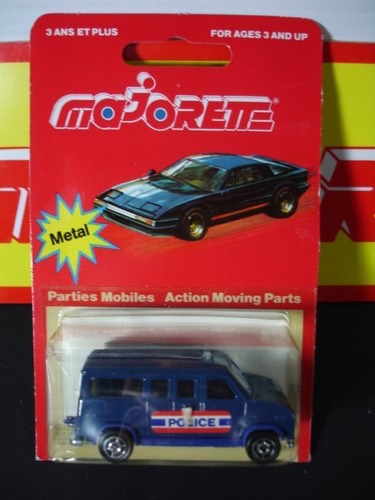 3 ANS ET PLUS FOR AGES 3 AND UP
majORETTE®
Metal
Parties Mobiles Action Moving Parts
POLICE